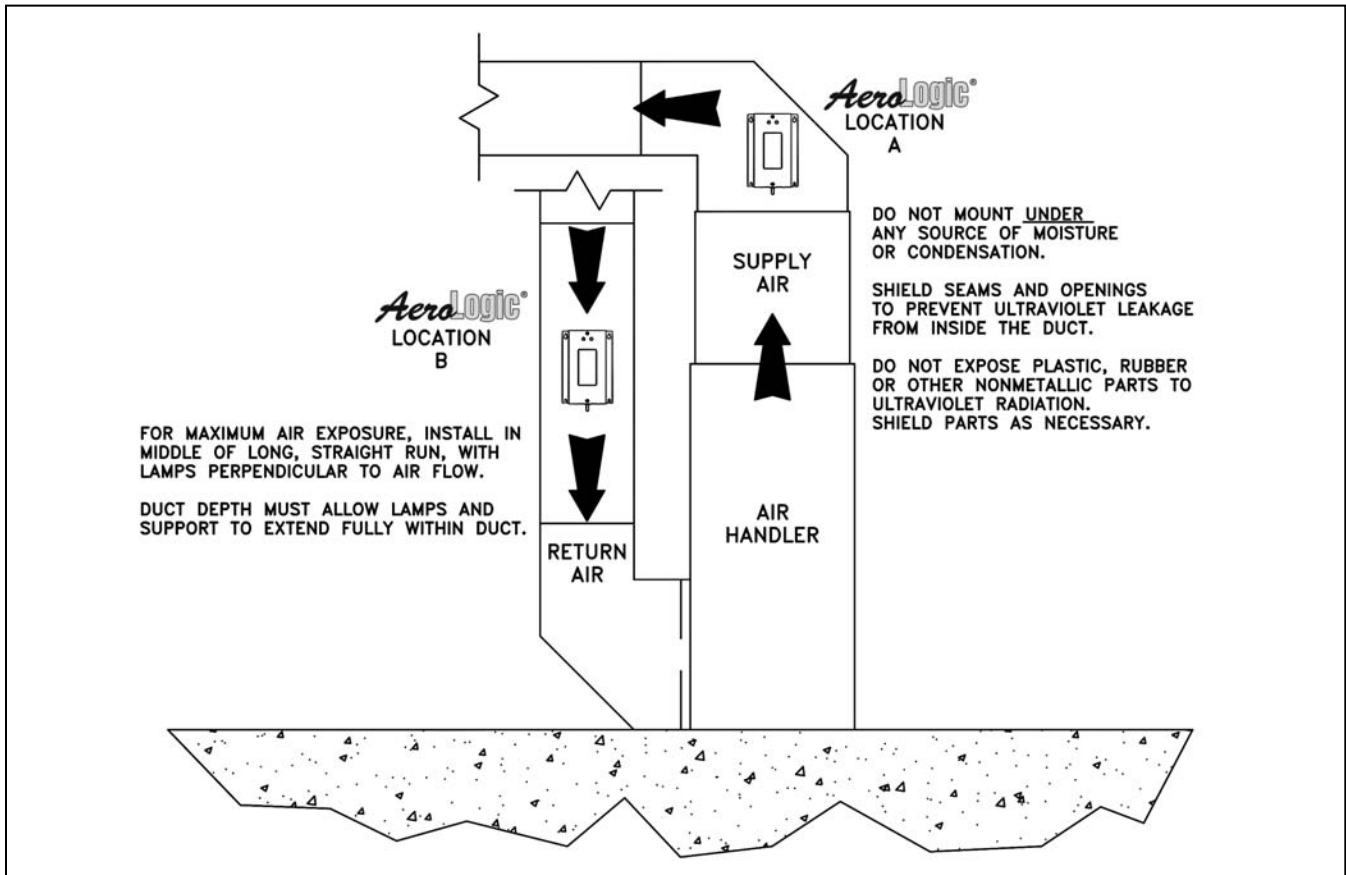 AeroLogic®
LOCATION
A
DO NOT MOUNT UNDER
ANY SOURCE OF MOISTURE
OR CONDENSATION.
SHIELD SEAMS AND OPENINGS
TO PREVENT ULTRAVIOLET LEAKAGE
FROM INSIDE THE DUCT.
DO NOT EXPOSE PLASTIC, RUBBER
OR OTHER NONMETALLIC PARTS TO
ULTRAVIOLET RADIATION.
SHIELD PARTS AS NECESSARY.
SUPPLY
AIR
AeroLogic®
LOCATION
B
FOR MAXIMUM AIR EXPOSURE, INSTALL IN
MIDDLE OF LONG, STRAIGHT RUN, WITH
LAMPS PERPENDICULAR TO AIR FLOW.
DUCT DEPTH MUST ALLOW LAMPS AND
SUPPORT TO EXTEND FULLY WITHIN DUCT.
RETURN
AIR
AIR
HANDLER